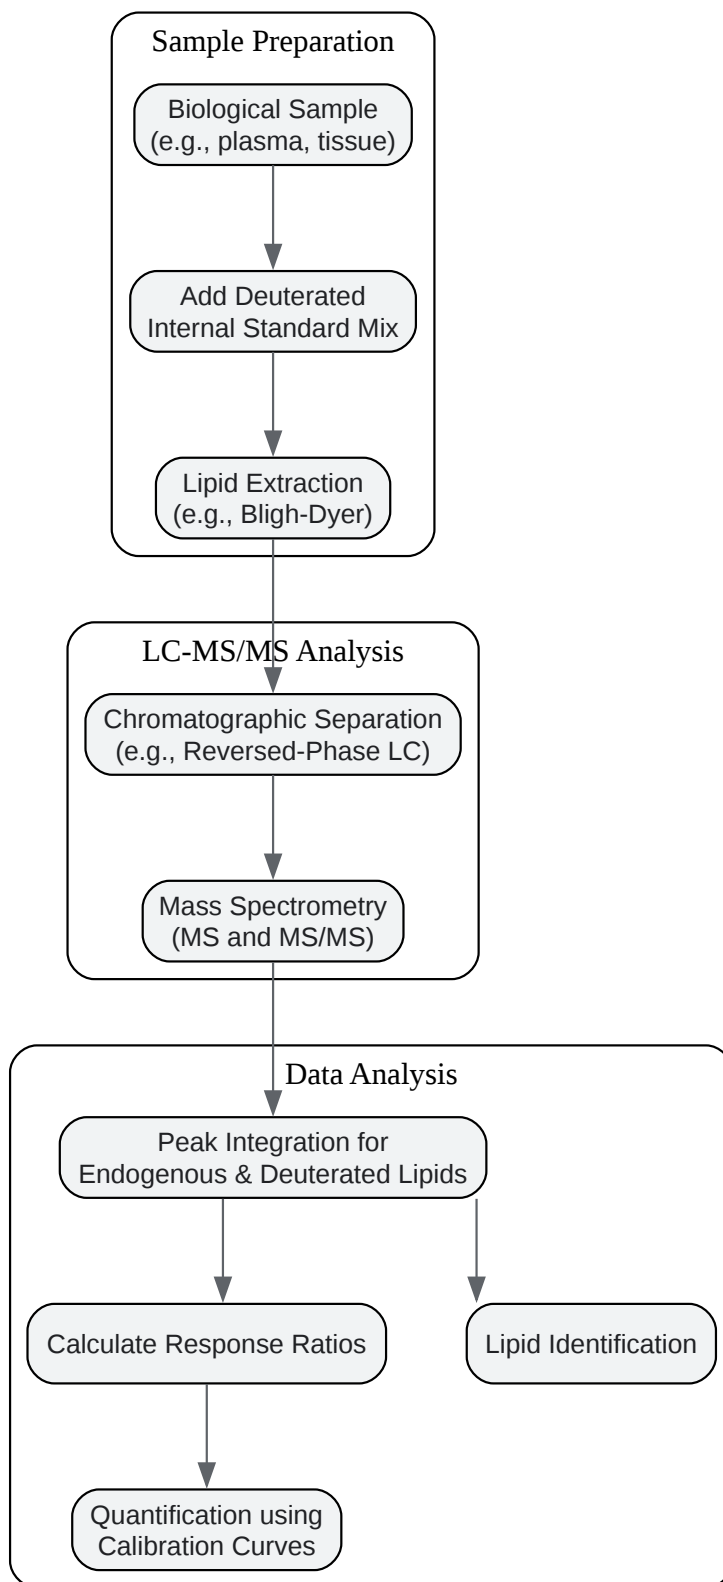 Sample Preparation
Biological Sample
(e.g., plasma, tissue)
Add Deuterated
Internal Standard Mix
Lipid Extraction
(e.g., Bligh-Dyer)
LC-MS/MS Analysis
Chromatographic Separation
(e.g., Reversed-Phase LC)
Mass Spectrometry
(MS and MS/MS)
Data Analysis
Peak Integration for
Endogenous & Deuterated Lipids
Calculate Response Ratios
Lipid Identification
Quantification using
Calibration Curves